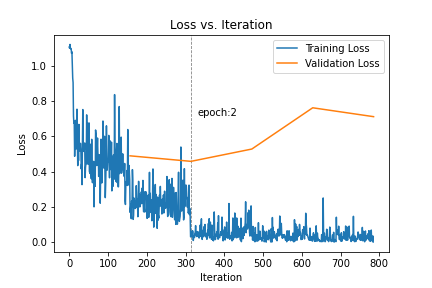 Loss vs. Iteration
Training Loss
Validation Loss
epoch:2
Loss
1.0
0.8
0.6
0.4
0.2
0.0
0 100 200 300 400 500 600 700 800
Iteration